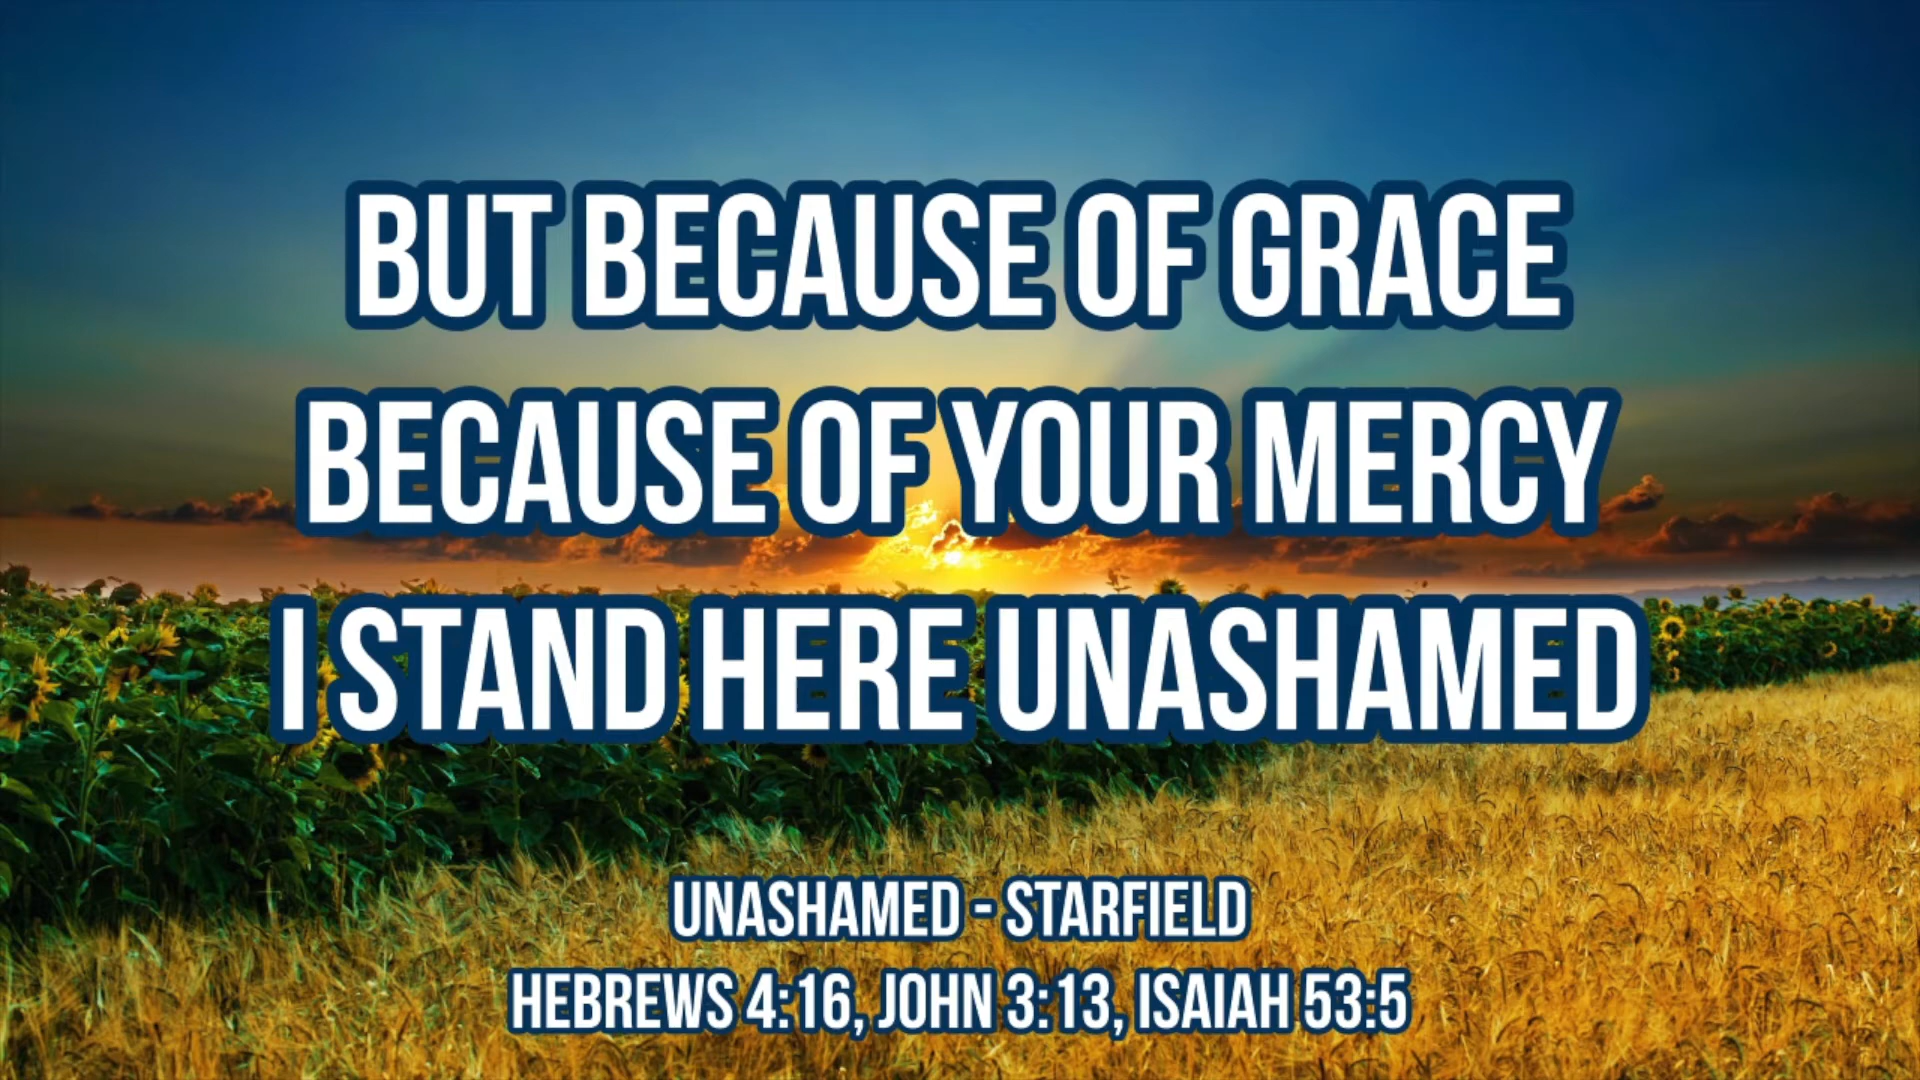 BUT BECAUSE OF GRACE
BECAUSE OF YOUR MERCY
I STAND HERE UNASHAMED
UNASHAMED - STARFIELD
HEBREWS 4:16, JOHN 3:13, ISAIAH 53:5